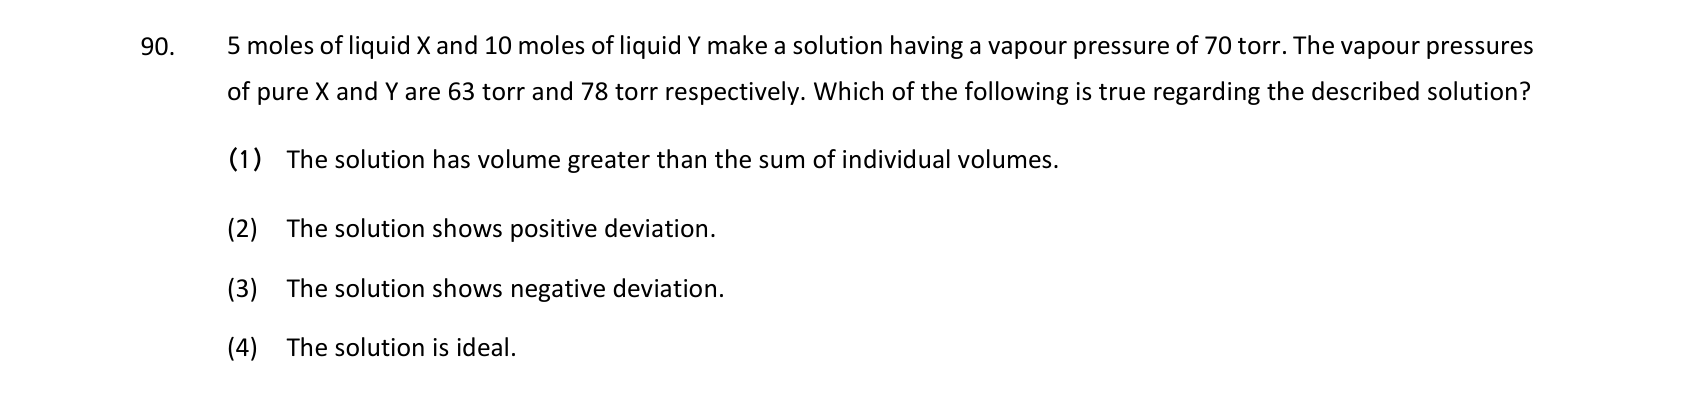 90. 5 moles of liquid X and 10 moles of liquid Y make a solution having a vapour pressure of 70 torr. The vapour pressures
of pure X and Y are 63 torr and 78 torr respectively. Which of the following is true regarding the described solution?
(1) The solution has volume greater than the sum of individual volumes.
(2) The solution shows positive deviation.
(3) The solution shows negative deviation.
(4) The solution is ideal.